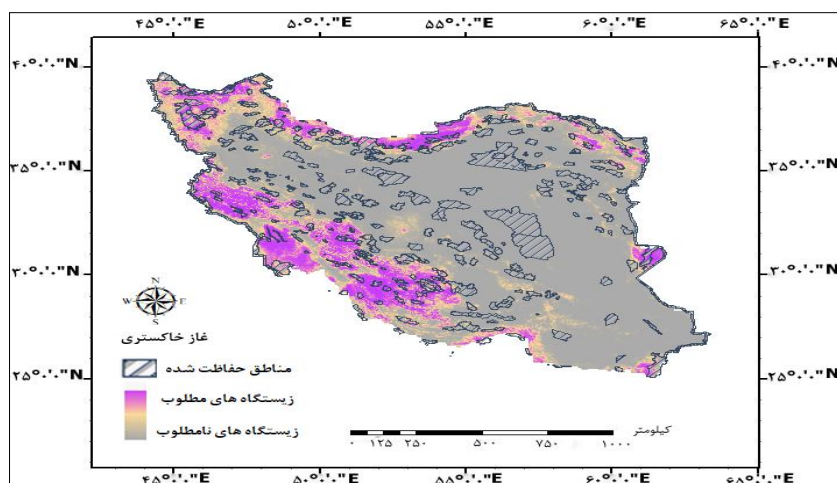 ۴۵°۰'۰"E ۵۰°۰'۰"E ۵۵°۰'۰"E ۶۰°۰'۰"E ۶۵°۰'۰"E
۴۰°۰'۰"N ۴۰°۰'۰"N
۳۵°۰'۰"N ۳۵°۰'۰"N
۳۰°۰'۰"N ۳۰°۰'۰"N
N
W E
S
غاز خاکستری
مناطق حفاظت شده
۲۵°۰'۰"N ۲۵°۰'۰"N
زیستگاه های مطلوب
زیستگاه های نامطلوب
کیلومتر
۰ ۱۲۵ ۲۵۰ ۵۰۰ ۷۵۰ ۱۰۰۰
۴۵°۰'۰"E ۵۰°۰'۰"E ۵۵°۰'۰"E ۶۰°۰'۰"E ۶۵°۰'۰"E